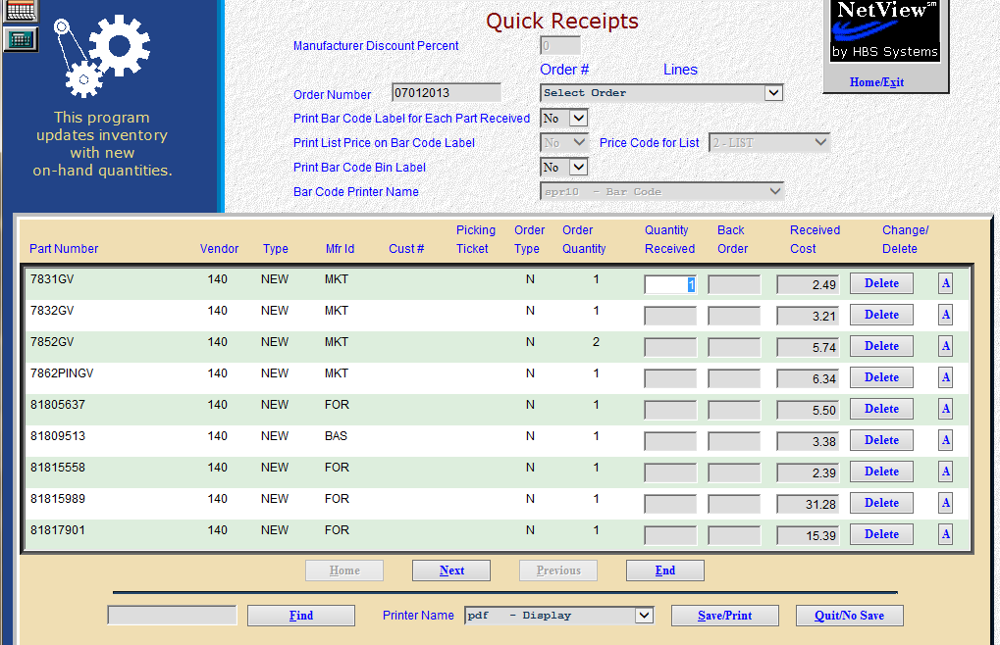 Quick Receipts
NetView℠
by HBS Systems
Home/Exit
This program
updates inventory
with new
on-hand quantities.
Manufacturer Discount Percent 0
Order # Lines
Order Number 07012013 Select Order
Print Bar Code Label for Each Part Received No
Print List Price on Bar Code Label No Price Code for List 2 - LIST
Print Bar Code Bin Label No
Bar Code Printer Name spr10 - Bar Code
Picking Order Order Quantity Back Received Change/
Part Number Vendor Type Mfr Id Cust # Ticket Type Quantity Received Order Cost Delete
7831GV 140 NEW MKT N 1 1 2.49 Delete A
7832GV 140 NEW MKT N 1 3.21 Delete A
7852GV 140 NEW MKT N 2 5.74 Delete A
7862PINGV 140 NEW MKT N 1 6.34 Delete A
81805637 140 NEW FOR N 1 5.50 Delete A
81809513 140 NEW BAS N 1 3.38 Delete A
81815558 140 NEW FOR N 1 2.39 Delete A
81815989 140 NEW FOR N 1 31.28 Delete A
81817901 140 NEW FOR N 1 15.39 Delete A
Home Next Previous End
Find Printer Name pdf - Display Save/Print Quit/No Save